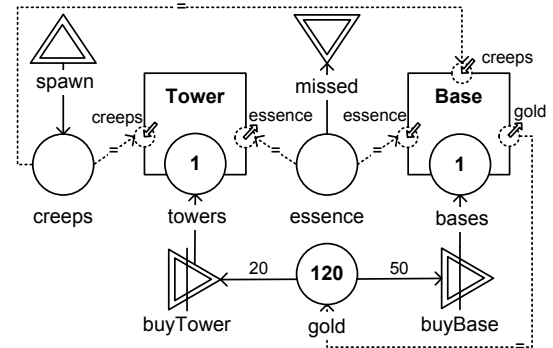 =
spawn
missed
creeps
Tower
Base
creeps
essence
essence
gold
=
1
=
=
1
creeps
towers
essence
bases
20
120
50
buyTower
gold
buyBase
=